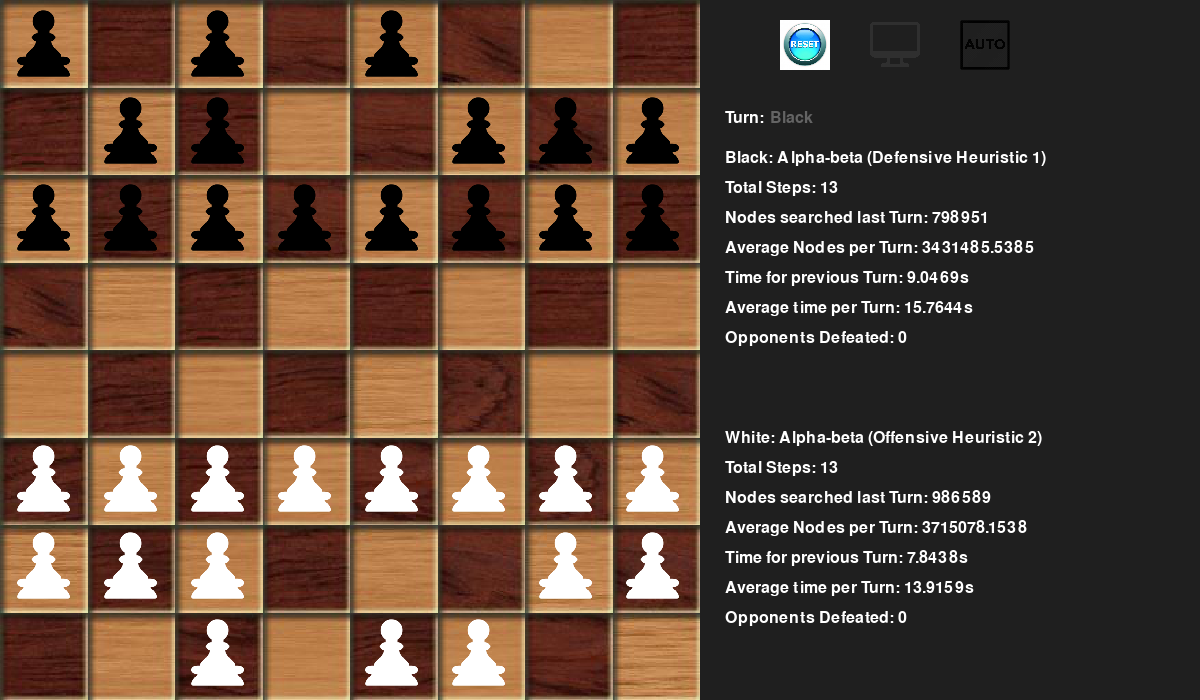 RESET
AUTO
Turn: Black
Black: Alpha-beta (Defensive Heuristic 1)
Total Steps: 13
Nodes searched last Turn: 798951
Average Nodes per Turn: 3431485.5385
Time for previous Turn: 9.0469s
Average time per Turn: 15.7644s
Opponents Defeated: 0
White: Alpha-beta (Offensive Heuristic 2)
Total Steps: 13
Nodes searched last Turn: 986589
Average Nodes per Turn: 3715078.1538
Time for previous Turn: 7.8438s
Average time per Turn: 13.9159s
Opponents Defeated: 0